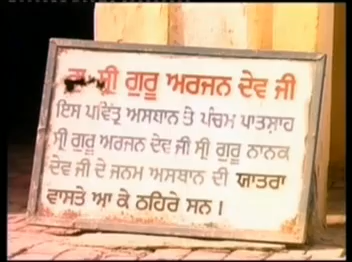 ਸ੍ਰੀ ਗੁਰੂ ਅਰਜਨ ਦੇਵ ਜੀ
ਇਸ ਪਵਿੱਤ੍ਰ ਅਸਥਾਨ ਤੇ ਪੰਚਮ ਪਾਤਸ਼ਾਹ
ਸ੍ਰੀ ਗੁਰੂ ਅਰਜਨ ਦੇਵ ਜੀ ਸ੍ਰੀ ਗੁਰੂ ਨਾਨਕ
ਦੇਵ ਜੀ ਦੇ ਜਨਮ ਅਸਥਾਨ ਦੀ ਯਾਤਰਾ
ਵਾਸਤੇ ਆ ਕੇ ਠਹਿਰੇ ਸਨ।